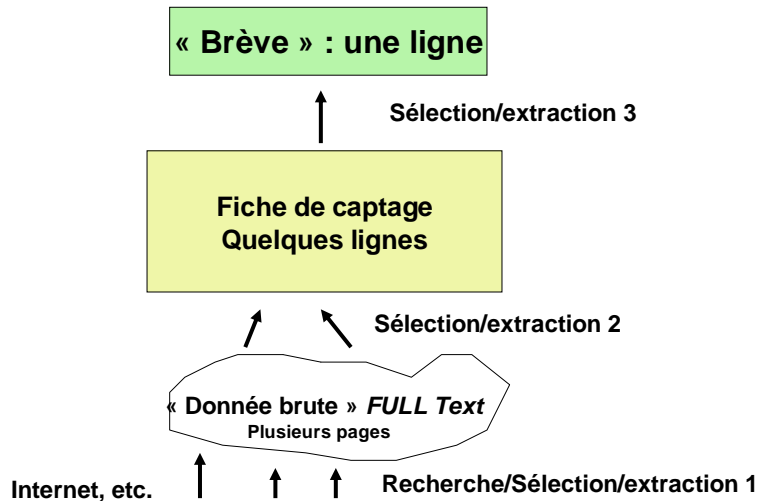 « Brève » : une ligne
Sélection/extraction 3
Fiche de captage
Quelques lignes
Sélection/extraction 2
« Donnée brute » FULL Text
Plusieurs pages
Internet, etc.
Recherche/Sélection/extraction 1